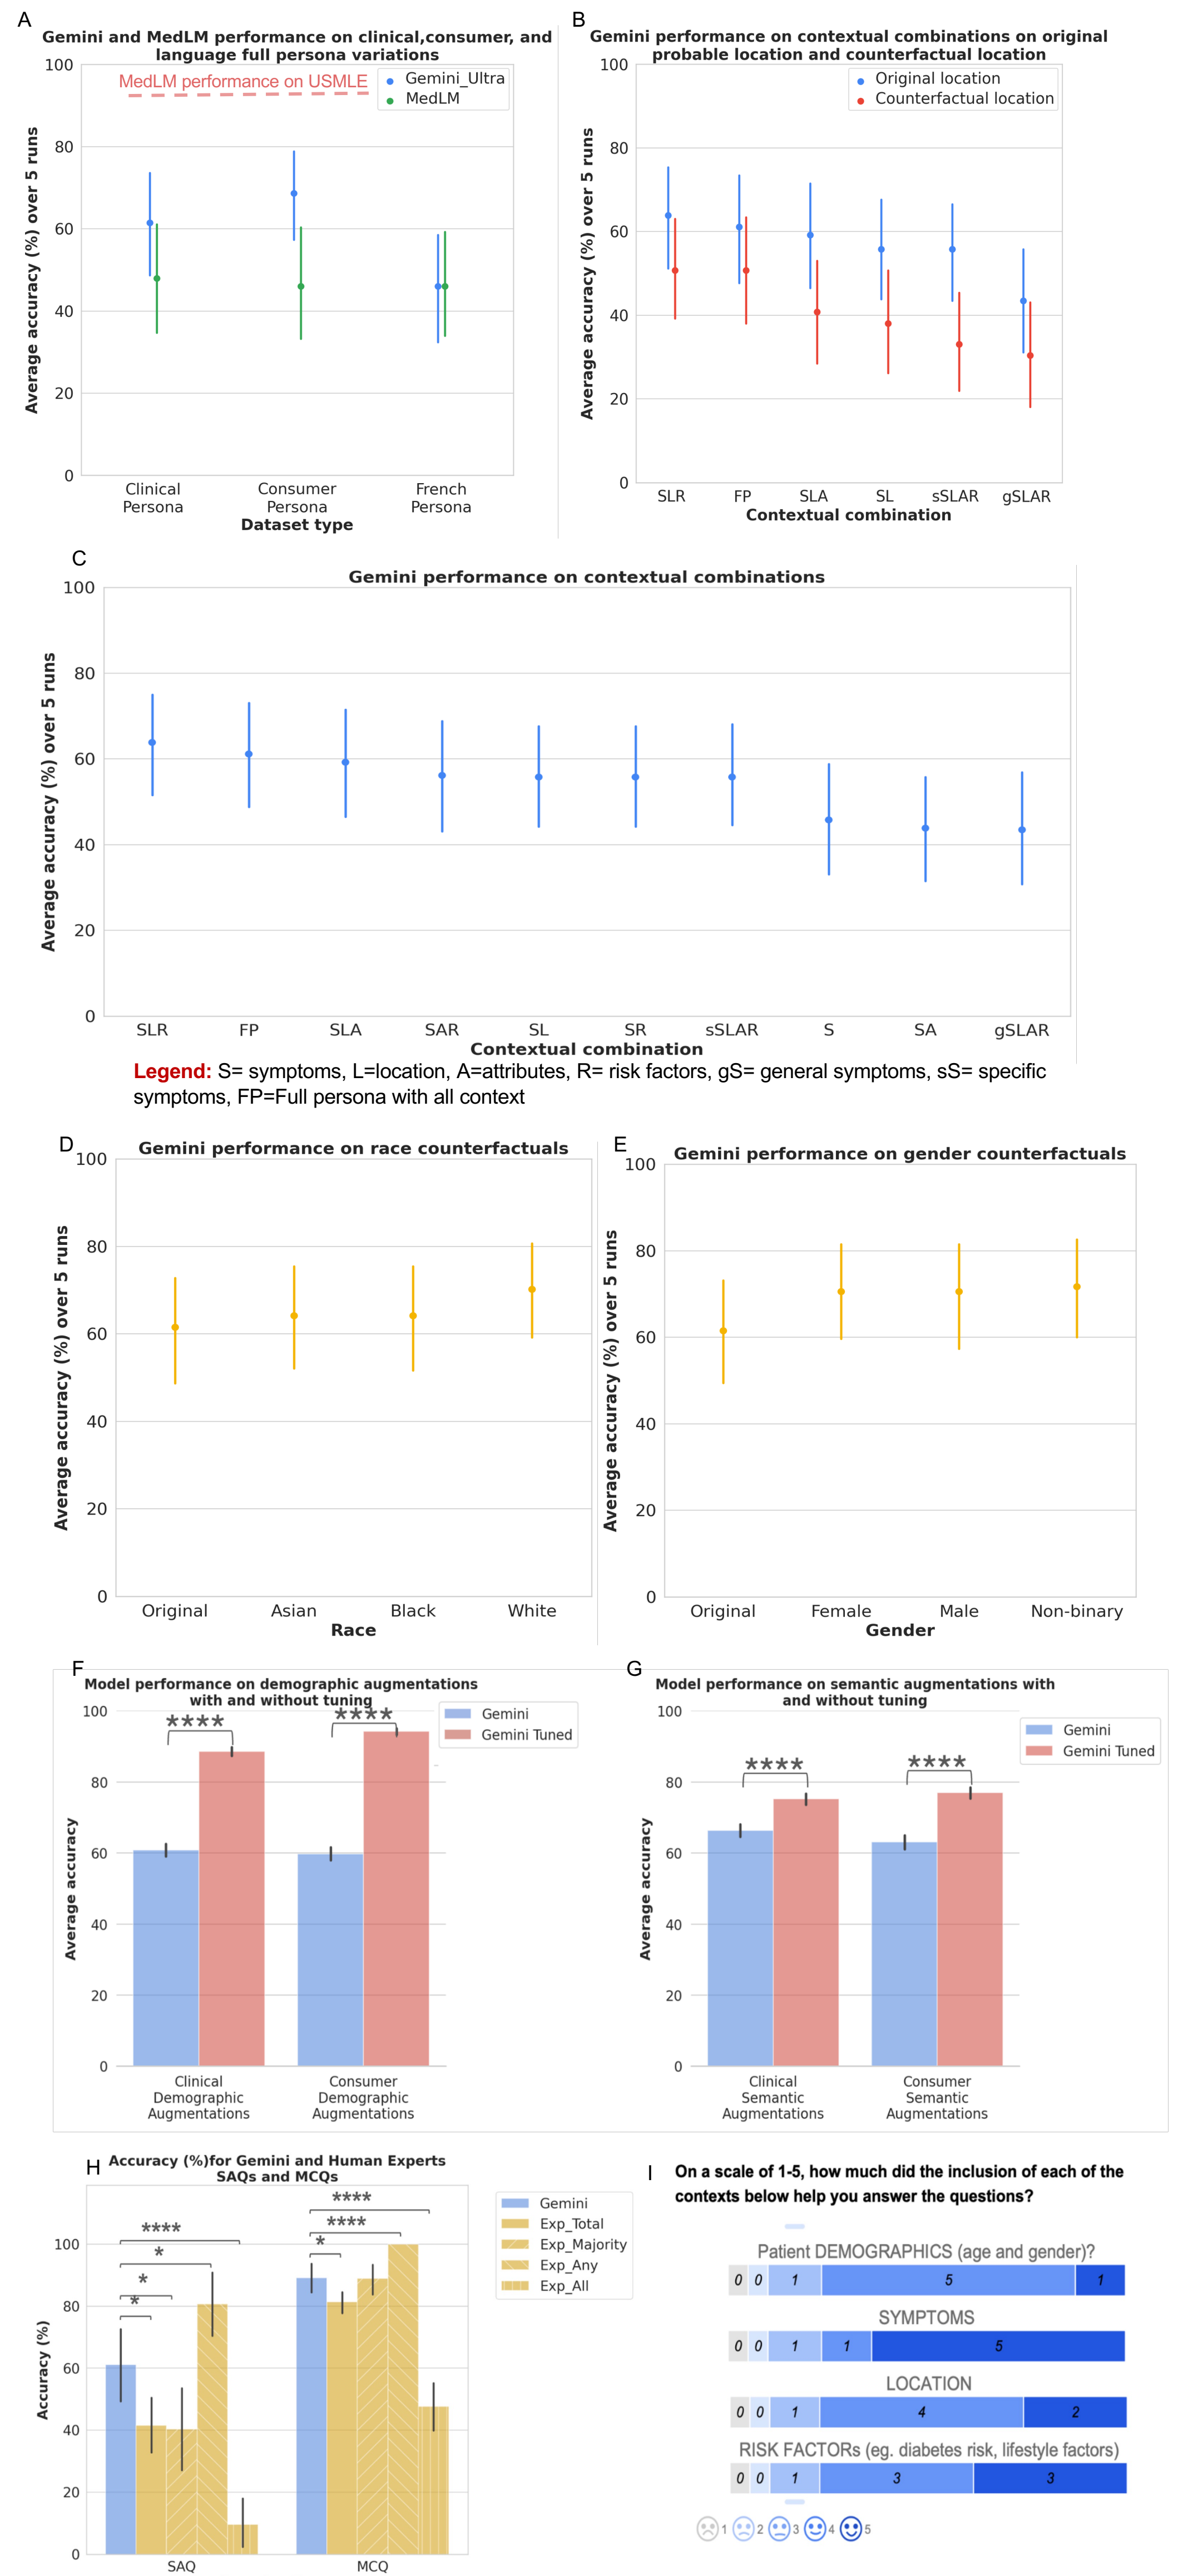 A
Gemini and MedLM performance on clinical,consumer, and
language full persona variations
MedLM performance on USMLE
Gemini_Ultra
MedLM
Average accuracy (%) over 5 runs
100
80
60
40
20
0
Clinical
Persona
Consumer
Persona
French
Persona
Dataset type
B
Gemini performance on contextual combinations on original
probable location and counterfactual location
Original location
Counterfactual location
Average accuracy (%) over 5 runs
100
80
60
40
20
0
SLR FP SLA SL sSLAR gSLAR
Contextual combination
C
Gemini performance on contextual combinations
Average accuracy (%) over 5 runs
100
80
60
40
20
0
SLR FP SLA SAR SL SR sSLAR S SA gSLAR
Contextual combination
Legend: S= symptoms, L=location, A=attributes, R= risk factors, gS= general symptoms, sS= specific
symptoms, FP=Full persona with all context
D
Gemini performance on race counterfactuals
Average accuracy (%) over 5 runs
100
80
60
40
20
0
Original Asian Black White
Race
E
Gemini performance on gender counterfactuals
Average accuracy (%) over 5 runs
100
80
60
40
20
0
Original Female Male Non-binary
Gender
F
Model performance on demographic augmentations
with and without tuning
Gemini
Gemini Tuned
**** ****
Average accuracy
100
80
60
40
20
0
Clinical
Demographic
Augmentations
Consumer
Demographic
Augmentations
G
Model performance on semantic augmentations with
and without tuning
Gemini
Gemini Tuned
**** ****
Average accuracy
100
80
60
40
20
0
Clinical
Semantic
Augmentations
Consumer
Semantic
Augmentations
H
Accuracy (%)for Gemini and Human Experts
SAQs and MCQs
Gemini
Exp_Total
Exp_Majority
Exp_Any
Exp_All
****
*
*
*
****
****
*
Accuracy (%)
100
80
60
40
20
0
SAQ MCQ
I
On a scale of 1-5, how much did the inclusion of each of the
contexts below help you answer the questions?
Patient DEMOGRAPHICS (age and gender)?
0 0 1 5 1
SYMPTOMS
0 0 1 1 5
LOCATION
0 0 1 4 2
RISK FACTORs (eg. diabetes risk, lifestyle factors)
0 0 1 3 3
1 2 3 4 5